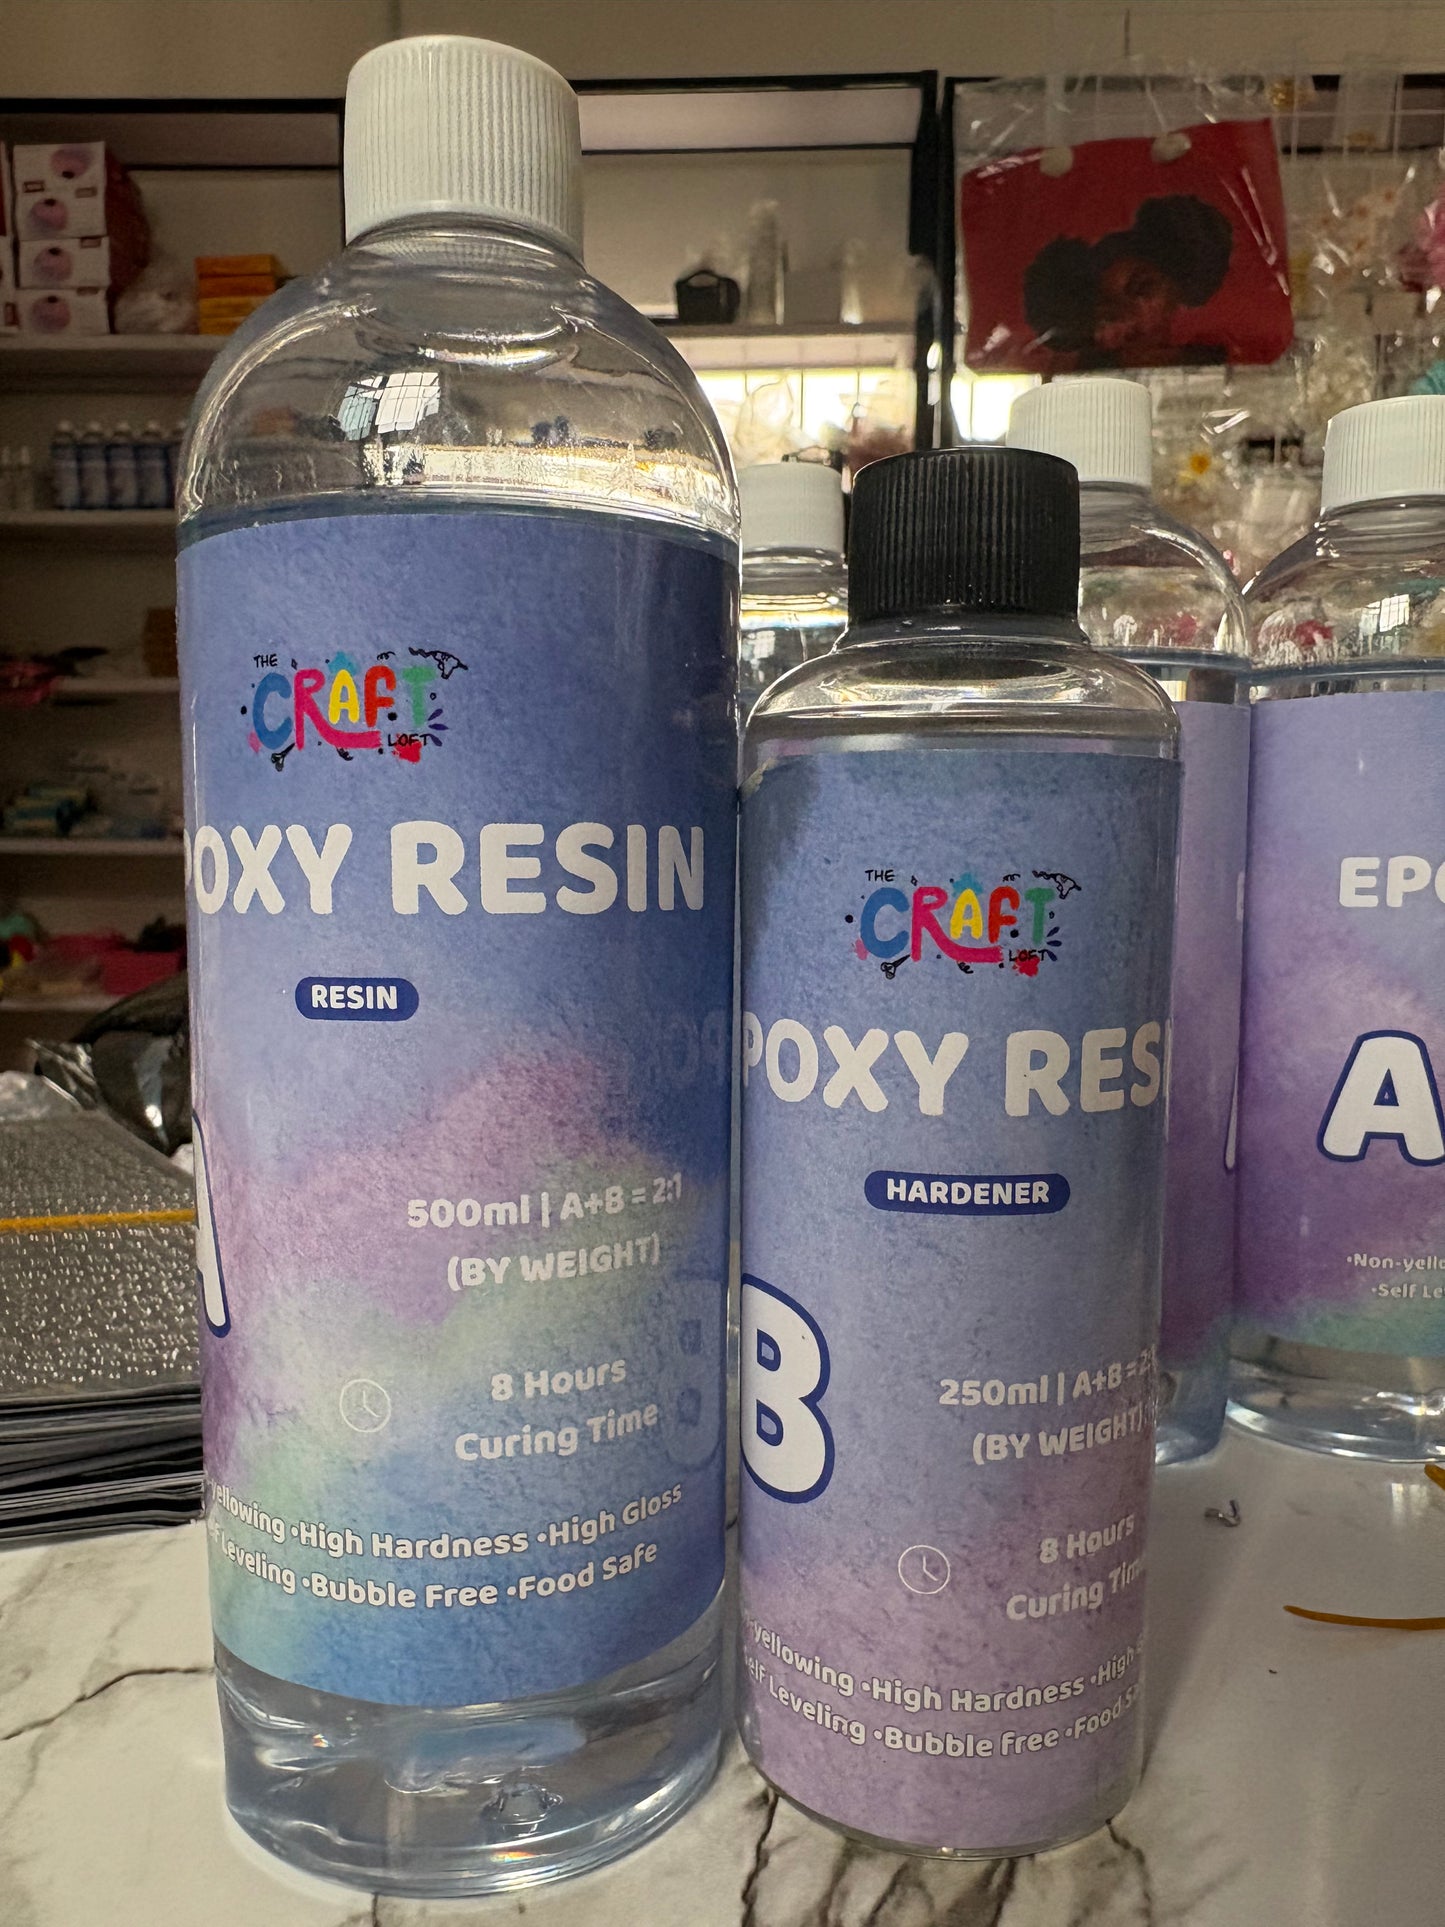 THE
CRAFT
LOFT
POXY RESIN
RESIN
A
500ml | A+B = 2:1
(BY WEIGHT)
8 Hours
Curing Time
yellowing •High Hardness •High Gloss
Leveling •Bubble Free •Food Safe
THE
CRAFT
LOFT
POXY RES
HARDENER
B
250ml | A+B =
(BY WEIGHT)
8 Hours
Curing
yellowing •High Hardness •High
Leveling •Bubble Free •Food
EPO
A
•Non-yello
•Self Le